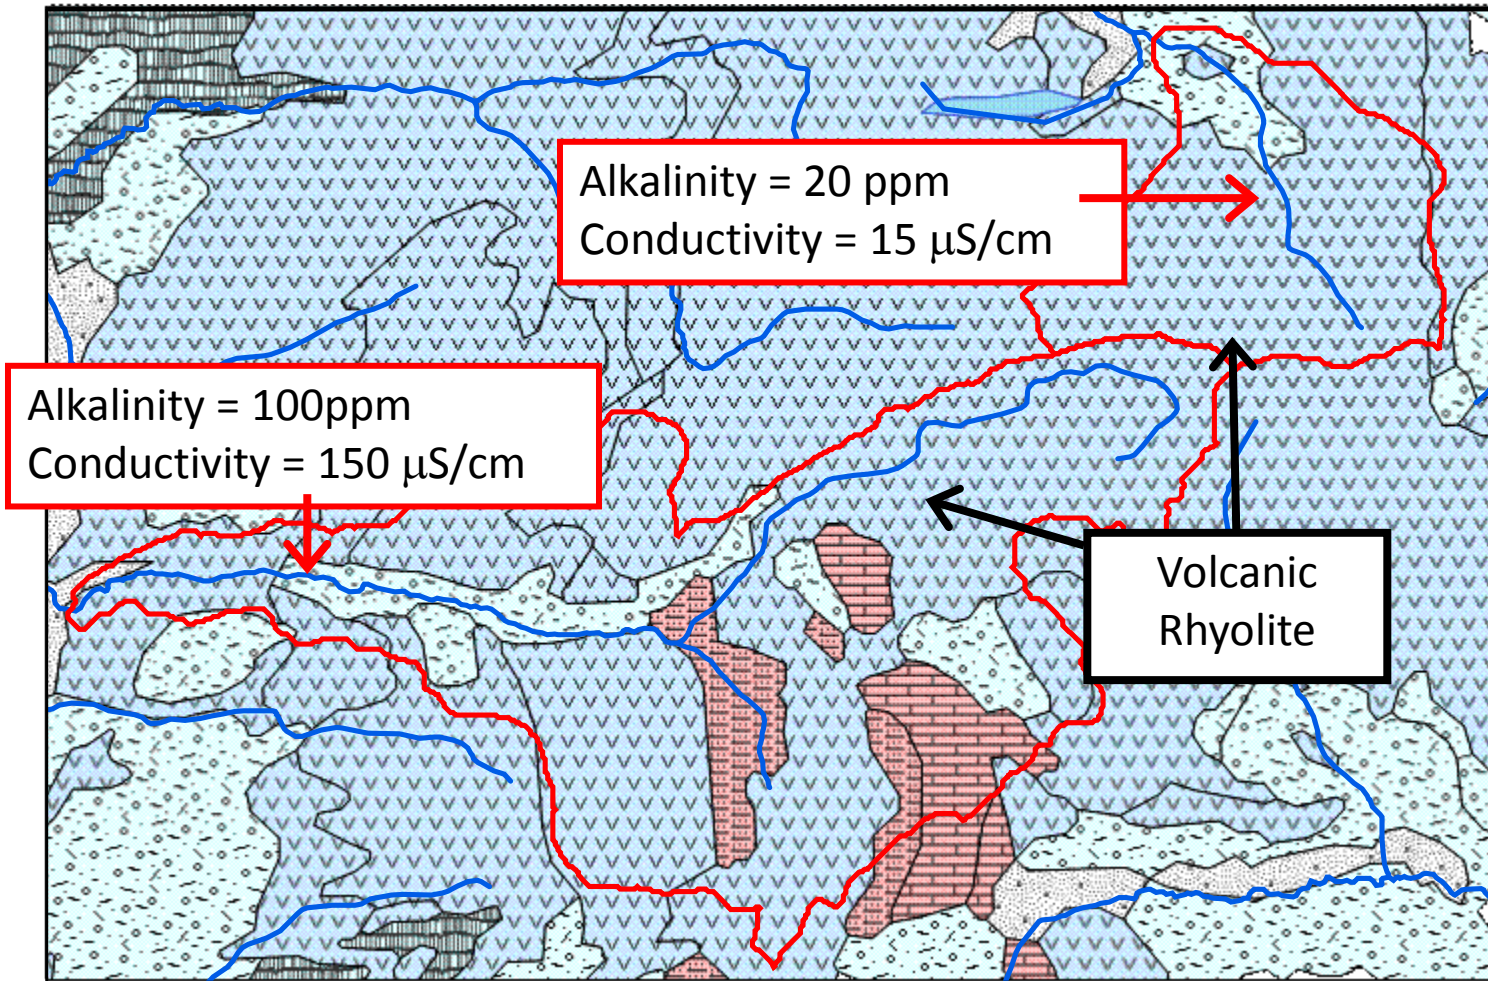 Alkalinity = 20 ppm
Conductivity = 15 μS/cm
Alkalinity = 100ppm
Conductivity = 150 μS/cm
Volcanic
Rhyolite